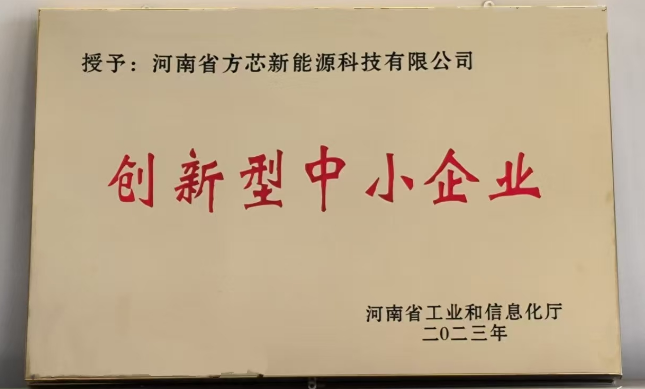 授予：河南省方芯新能源科技有限公司
创新型中小企业
河南省工业和信息化厅
二0二三年